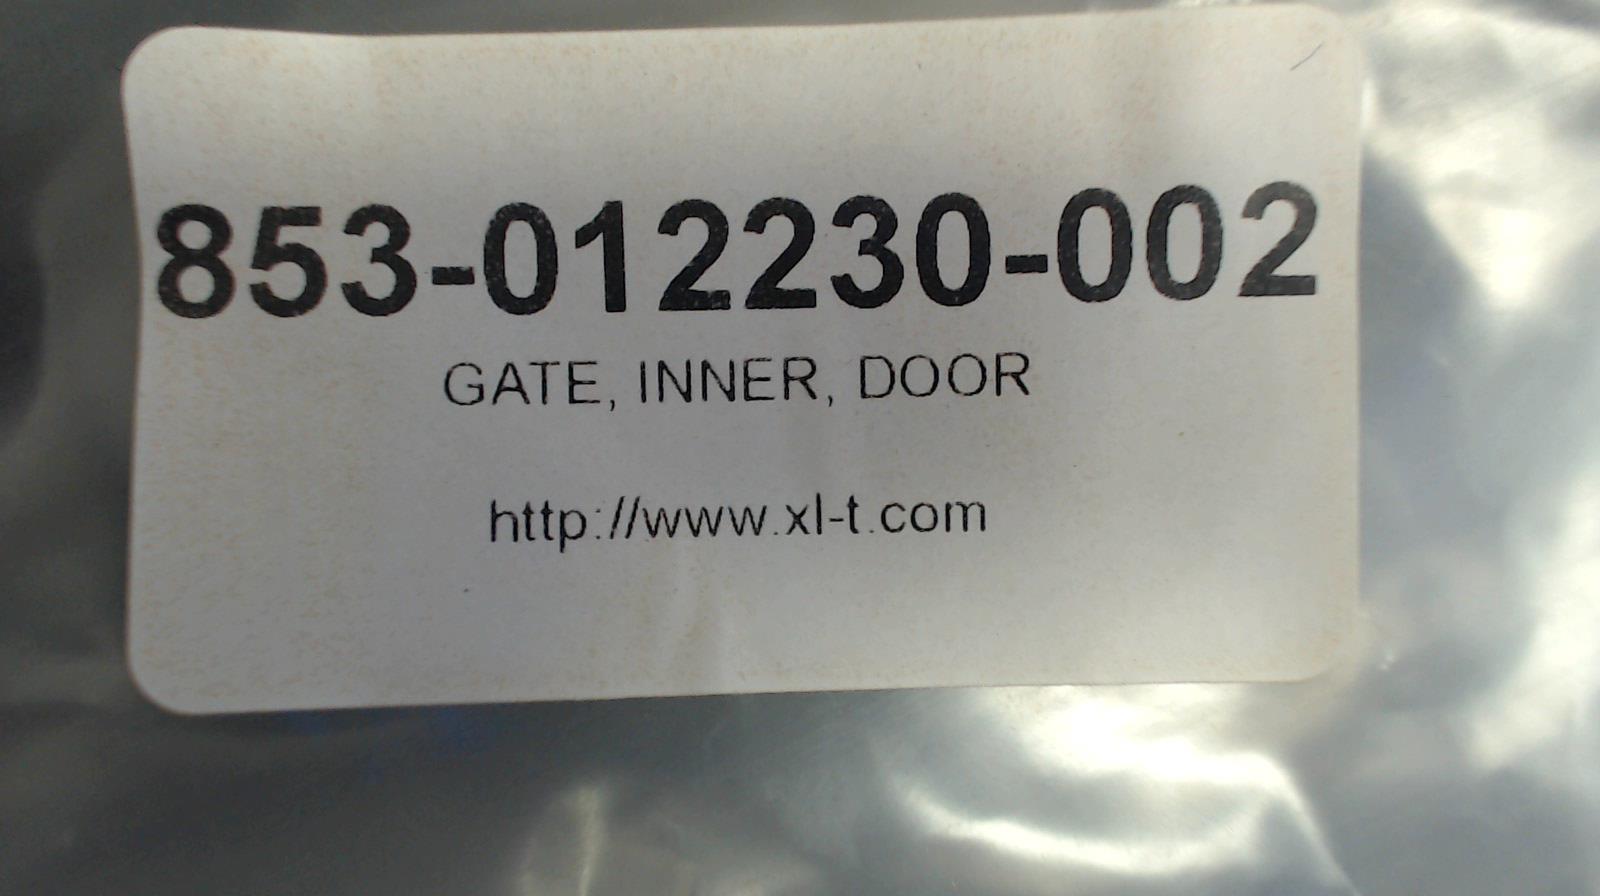 853-012230-002
GATE, INNER, DOOR
http://www.xl-t.com